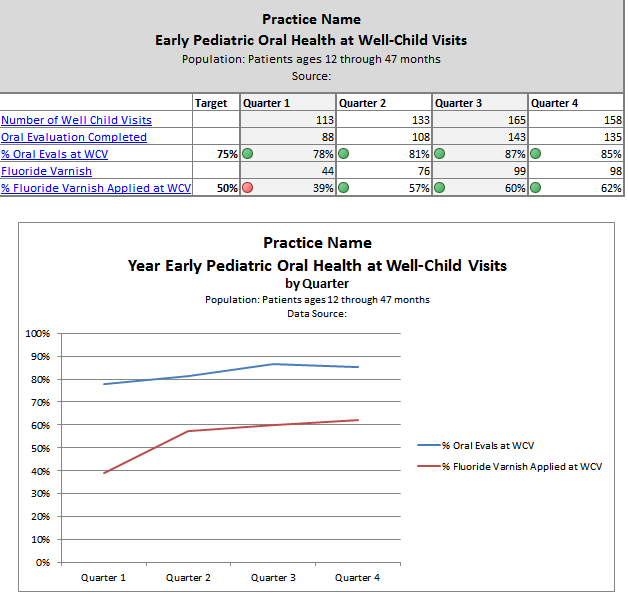 Practice Name
Early Pediatric Oral Health at Well-Child Visits
Population: Patients ages 12 through 47 months
Source:
Target Quarter 1 Quarter 2 Quarter 3 Quarter 4
Number of Well Child Visits 113 133 165 158
Oral Evaluation Completed 88 108 143 135
% Oral Evals at WCV 75% 78% 81% 87% 85%
Fluoride Varnish 44 76 99 98
% Fluoride Varnish Applied at WCV 50% 39% 57% 60% 62%
Practice Name
Year Early Pediatric Oral Health at Well-Child Visits
by Quarter
Population: Patients ages 12 through 47 months
Data Source:
100%
90%
80%
70%
60%
50%
40%
30%
20%
10%
0%
Quarter 1 Quarter 2 Quarter 3 Quarter 4
% Oral Evals at WCV
% Fluoride Varnish Applied at WCV